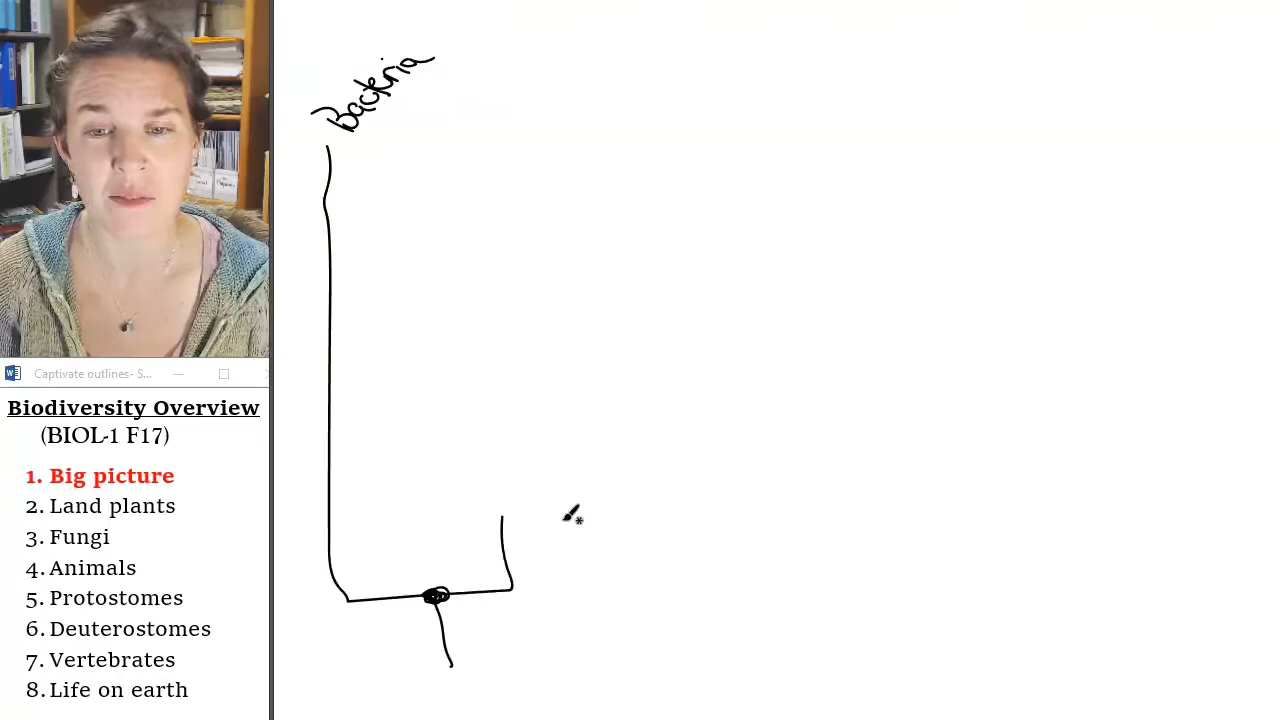 Bacteria
Captivate outlines- S...
Biodiversity Overview
(BIOL-1 F17)
1. Big picture
2. Land plants
3. Fungi
4. Animals
5. Protostomes
6. Deuterostomes
7. Vertebrates
8. Life on earth